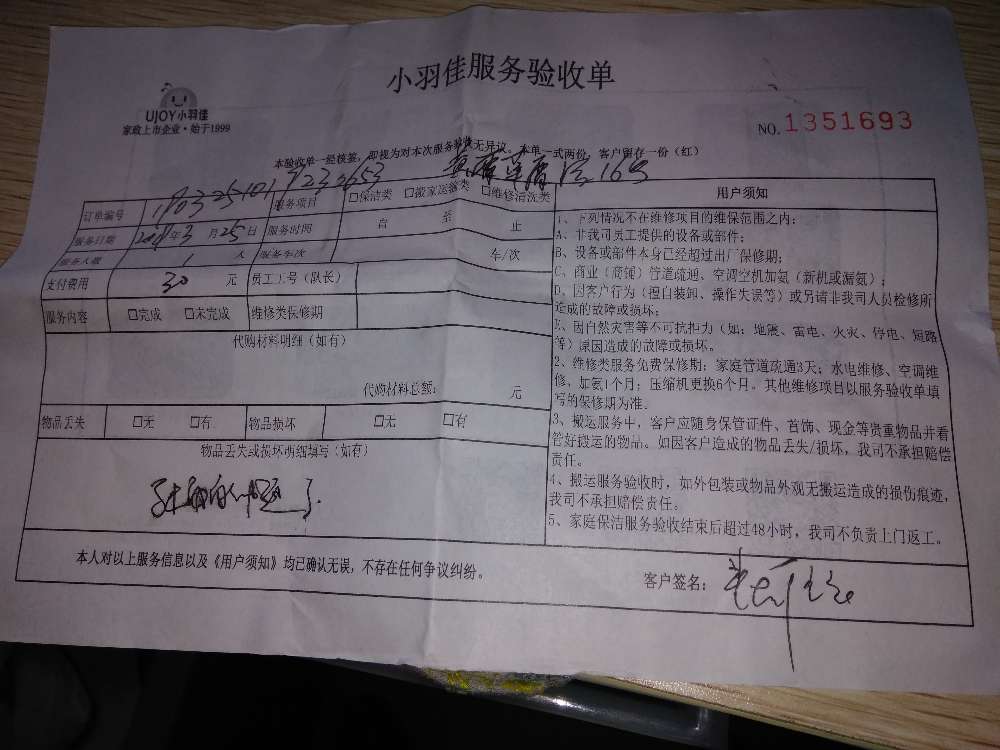 小羽佳服务验收单
UJOY小羽佳
家政上市企业·始于1999
NO.1351693
本验收单一经核签，即视为对本次服务验收无异议。本单一式两份，客户留存一份（红）
订单编号 服务项目 □保洁类 □搬家运输类 □维修清洗类
服务日期 年3月25日 服务时间 自 至 止
服务人数 1 人 服务车次 车/次
支付费用 30 元 员工工号（队长）
服务内容 □完成 □未完成 维修类保修期
代购材料明细（如有）
代购材料总额： 元
物品丢失 □无 □有 物品损坏 □无 □有
物品丢失或损坏明细填写（如有）
本人对以上服务信息以及《用户须知》均已确认无误，不存在任何争议纠纷。
客户签名：
用户须知
1、下列情况不在维修项目的维保范围之内：
A、非我司员工提供的设备或部件；
B、设备或部件本身已经超过出厂保修期；
C、商业（商铺）管道疏通、空调空机加氨（新机或漏氨）；
D、因客户行为（擅自装卸、操作失误等）或另请非我司人员检修所
造成的故障或损坏；
E、因自然灾害等不可抗拒力（如：地震、雷电、火灾、停电、短路
等）原因造成的故障或损坏。
2、维修类服务免费保修期：家庭管道疏通3天；水电维修、空调维
修、加氨1个月；压缩机更换6个月。其他维修项目以服务验收单填
写的保修期为准。
3、搬运服务中，客户应随身保管证件、首饰、现金等贵重物品并看
管好搬运的物品。如因客户造成的物品丢失/损坏，我司不承担赔偿
责任。
4、搬运服务验收时，如外包装或物品外观无搬运造成的损伤痕迹，
我司不承担赔偿责任。
5、家庭保洁服务验收结束后超过48小时，我司不负责上门返工。